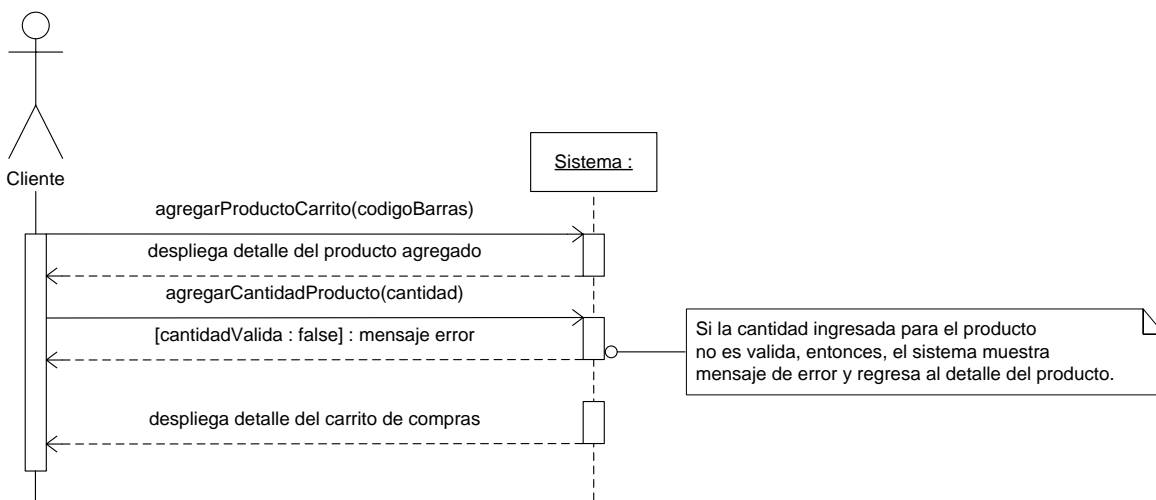 Cliente
Sistema :
agregarProductoCarrito(codigoBarras)
despliega detalle del producto agregado
agregarCantidadProducto(cantidad)
[cantidadValida : false] : mensaje error
Si la cantidad ingresada para el producto
no es valida, entonces, el sistema muestra
mensaje de error y regresa al detalle del producto.
despliega detalle del carrito de compras